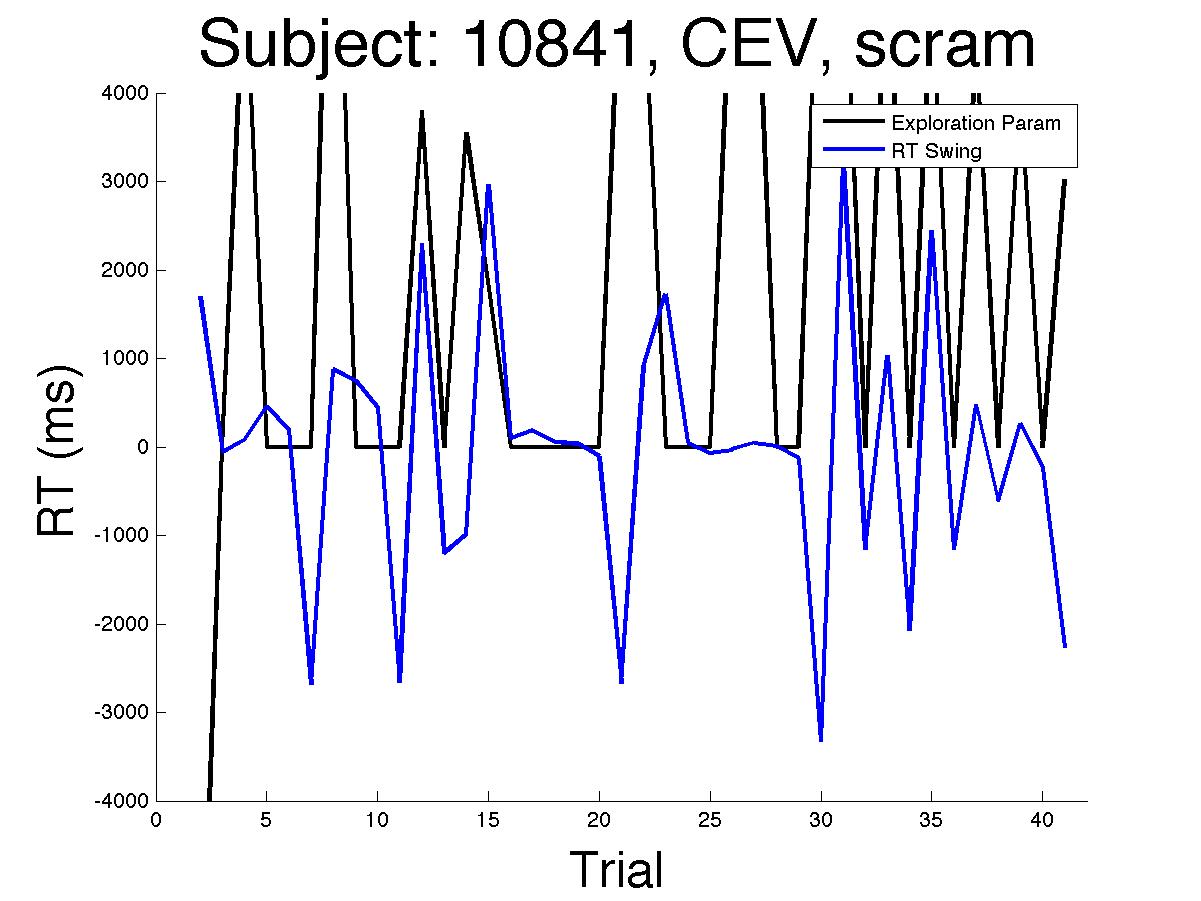 Subject: 10841, CEV, scram
4000
3000
2000
1000
0
-1000
-2000
-3000
-4000
RT (ms)
Exploration Param
RT Swing
0 5 10 15 20 25 30 35 40
Trial